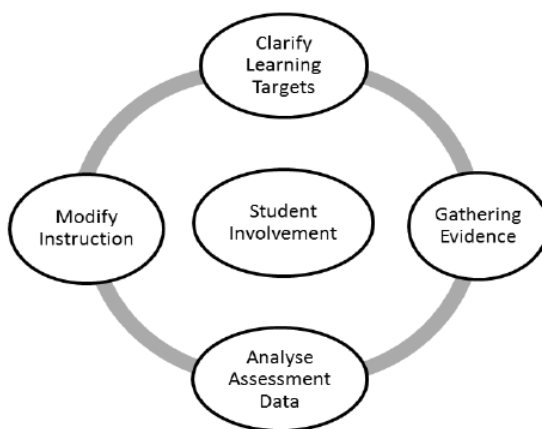 Clarify
Learning
Targets
Modify
Instruction
Student
Involvement
Gathering
Evidence
Analyse
Assessment
Data